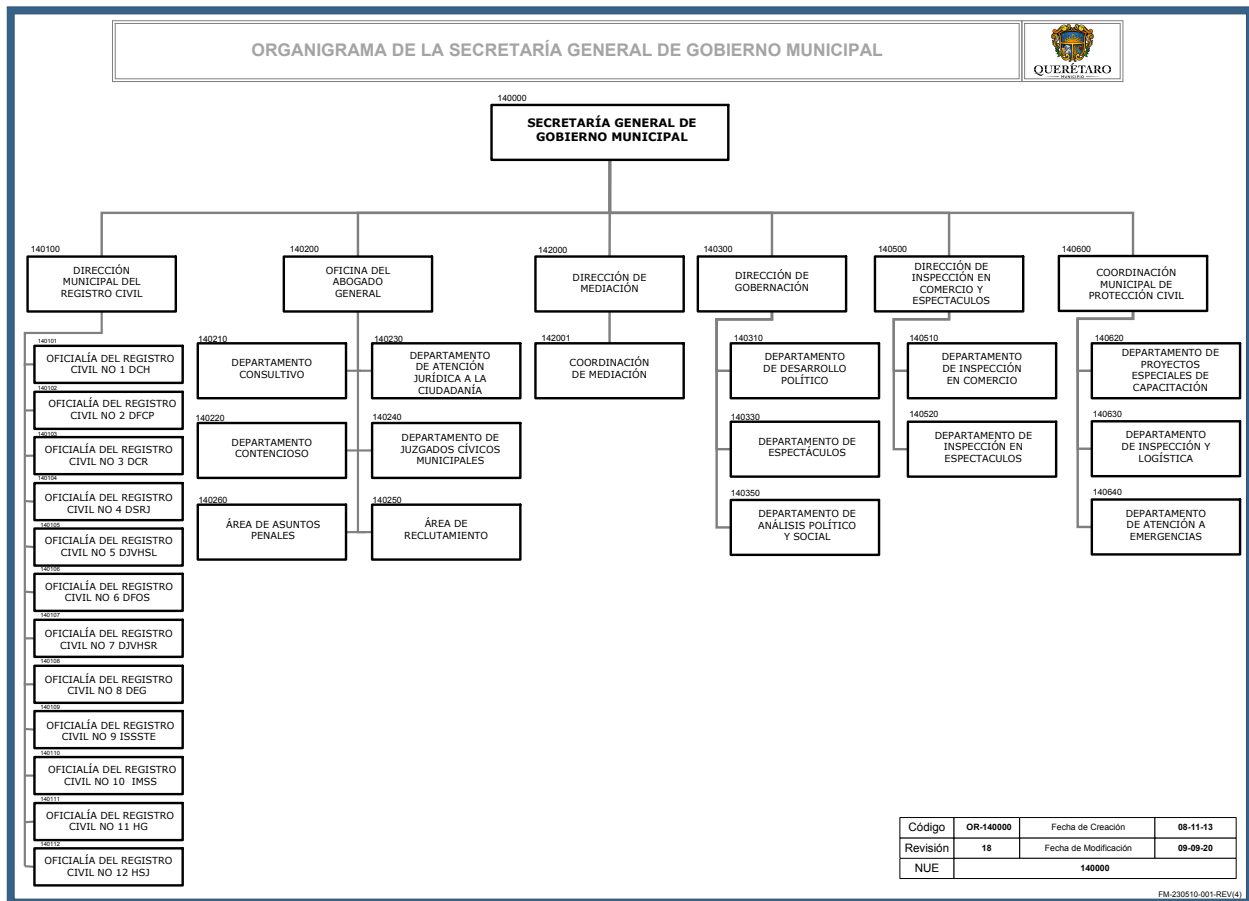 ORGANIGRAMA DE LA SECRETARÍA GENERAL DE GOBIERNO MUNICIPAL
QUERÉTARO
MUNICIPIO
140000
SECRETARÍA GENERAL DE
GOBIERNO MUNICIPAL
140100
DIRECCIÓN
MUNICIPAL DEL
REGISTRO CIVIL
140101
OFICIALÍA DEL REGISTRO
CIVIL NO 1 DCH
140102
OFICIALÍA DEL REGISTRO
CIVIL NO 2 DFCP
140103
OFICIALÍA DEL REGISTRO
CIVIL NO 3 DCR
140104
OFICIALÍA DEL REGISTRO
CIVIL NO 4 DSRJ
140105
OFICIALÍA DEL REGISTRO
CIVIL NO 5 DJVHSL
140106
OFICIALÍA DEL REGISTRO
CIVIL NO 6 DFOS
140107
OFICIALÍA DEL REGISTRO
CIVIL NO 7 DJVHSR
140108
OFICIALÍA DEL REGISTRO
CIVIL NO 8 DEG
140109
OFICIALÍA DEL REGISTRO
CIVIL NO 9 ISSSTE
140110
OFICIALÍA DEL REGISTRO
CIVIL NO 10 IMSS
140111
OFICIALÍA DEL REGISTRO
CIVIL NO 11 HG
140112
OFICIALÍA DEL REGISTRO
CIVIL NO 12 HSJ
140200
OFICINA DEL
ABOGADO
GENERAL
140210
DEPARTAMENTO
CONSULTIVO
140220
DEPARTAMENTO
CONTENCIOSO
140260
ÁREA DE ASUNTOS
PENALES
140230
DEPARTAMENTO
DE ATENCIÓN
JURÍDICA A LA
CIUDADANÍA
140240
DEPARTAMENTO DE
JUZGADOS CÍVICOS
MUNICIPALES
140250
ÁREA DE
RECLUTAMIENTO
142000
DIRECCIÓN DE
MEDIACIÓN
142001
COORDINACIÓN
DE MEDIACIÓN
140300
DIRECCIÓN DE
GOBERNACIÓN
140310
DEPARTAMENTO
DE DESARROLLO
POLÍTICO
140330
DEPARTAMENTO DE
ESPECTÁCULOS
140350
DEPARTAMENTO DE
ANÁLISIS POLÍTICO
Y SOCIAL
140500
DIRECCIÓN DE
INSPECCIÓN EN
COMERCIO Y
ESPECTACULOS
140510
DEPARTAMENTO
DE INSPECCIÓN
EN COMERCIO
140520
DEPARTAMENTO DE
INSPECCIÓN EN
ESPECTACULOS
140600
COORDINACIÓN
MUNICIPAL DE
PROTECCIÓN CIVIL
140620
DEPARTAMENTO DE
PROYECTOS
ESPECIALES DE
CAPACITACIÓN
140630
DEPARTAMENTO
DE INSPECCIÓN Y
LOGÍSTICA
140640
DEPARTAMENTO
DE ATENCIÓN A
EMERGENCIAS
Código OR-140000 Fecha de Creación 08-11-13
Revisión 18 Fecha de Modificación 09-09-20
NUE 140000
FM-230510-001-REV(4)